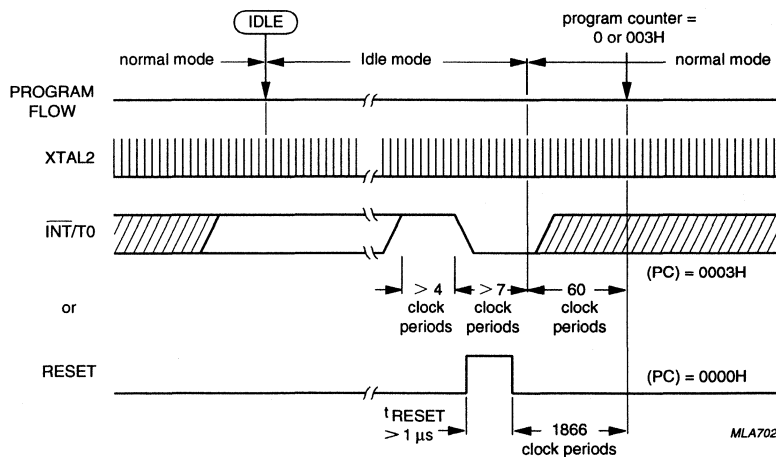 IDLE
program counter =
0 or 003H
normal mode
Idle mode
normal mode
PROGRAM
FLOW
XTAL2
INT/T0
> 4
clock
periods
> 7
clock
periods
60
clock
periods
(PC) = 0003H
or
RESET
(PC) = 0000H
t RESET
> 1 µs
1866
clock periods
MLA702